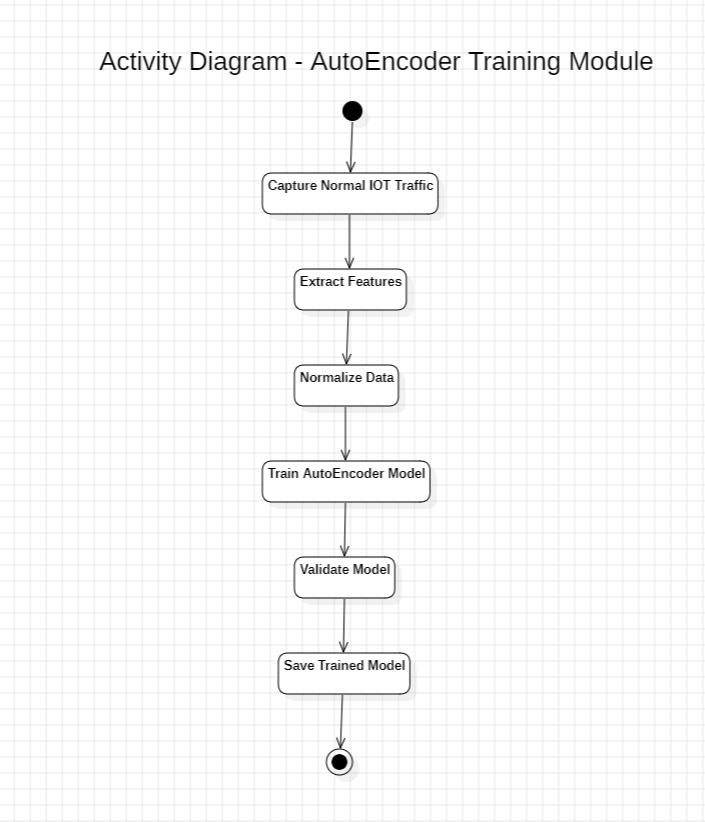 Activity Diagram - AutoEncoder Training Module
Capture Normal IOT Traffic
Extract Features
Normalize Data
Train AutoEncoder Model
Validate Model
Save Trained Model